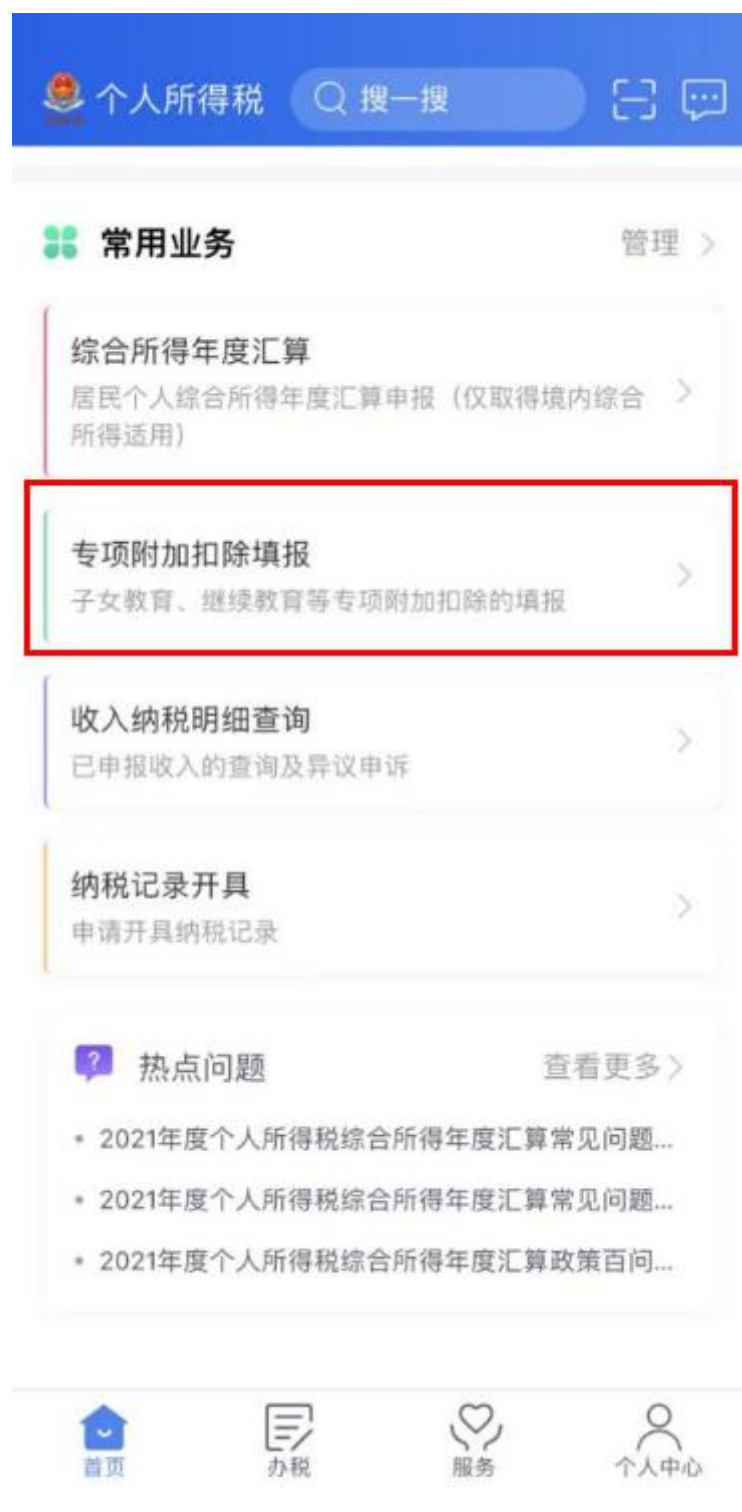 个人所得税
搜一搜
常用业务
管理 >
综合所得年度汇算
居民个人综合所得年度汇算申报（仅取得境内综合
所得适用）
专项附加扣除填报
子女教育、继续教育等专项附加扣除的填报
收入纳税明细查询
已申报收入的查询及异议申诉
纳税记录开具
申请开具纳税记录
热点问题
查看更多>
• 2021年度个人所得税综合所得年度汇算常见问题...
• 2021年度个人所得税综合所得年度汇算常见问题...
• 2021年度个人所得税综合所得年度汇算政策百问...
首页
办税
服务
个人中心